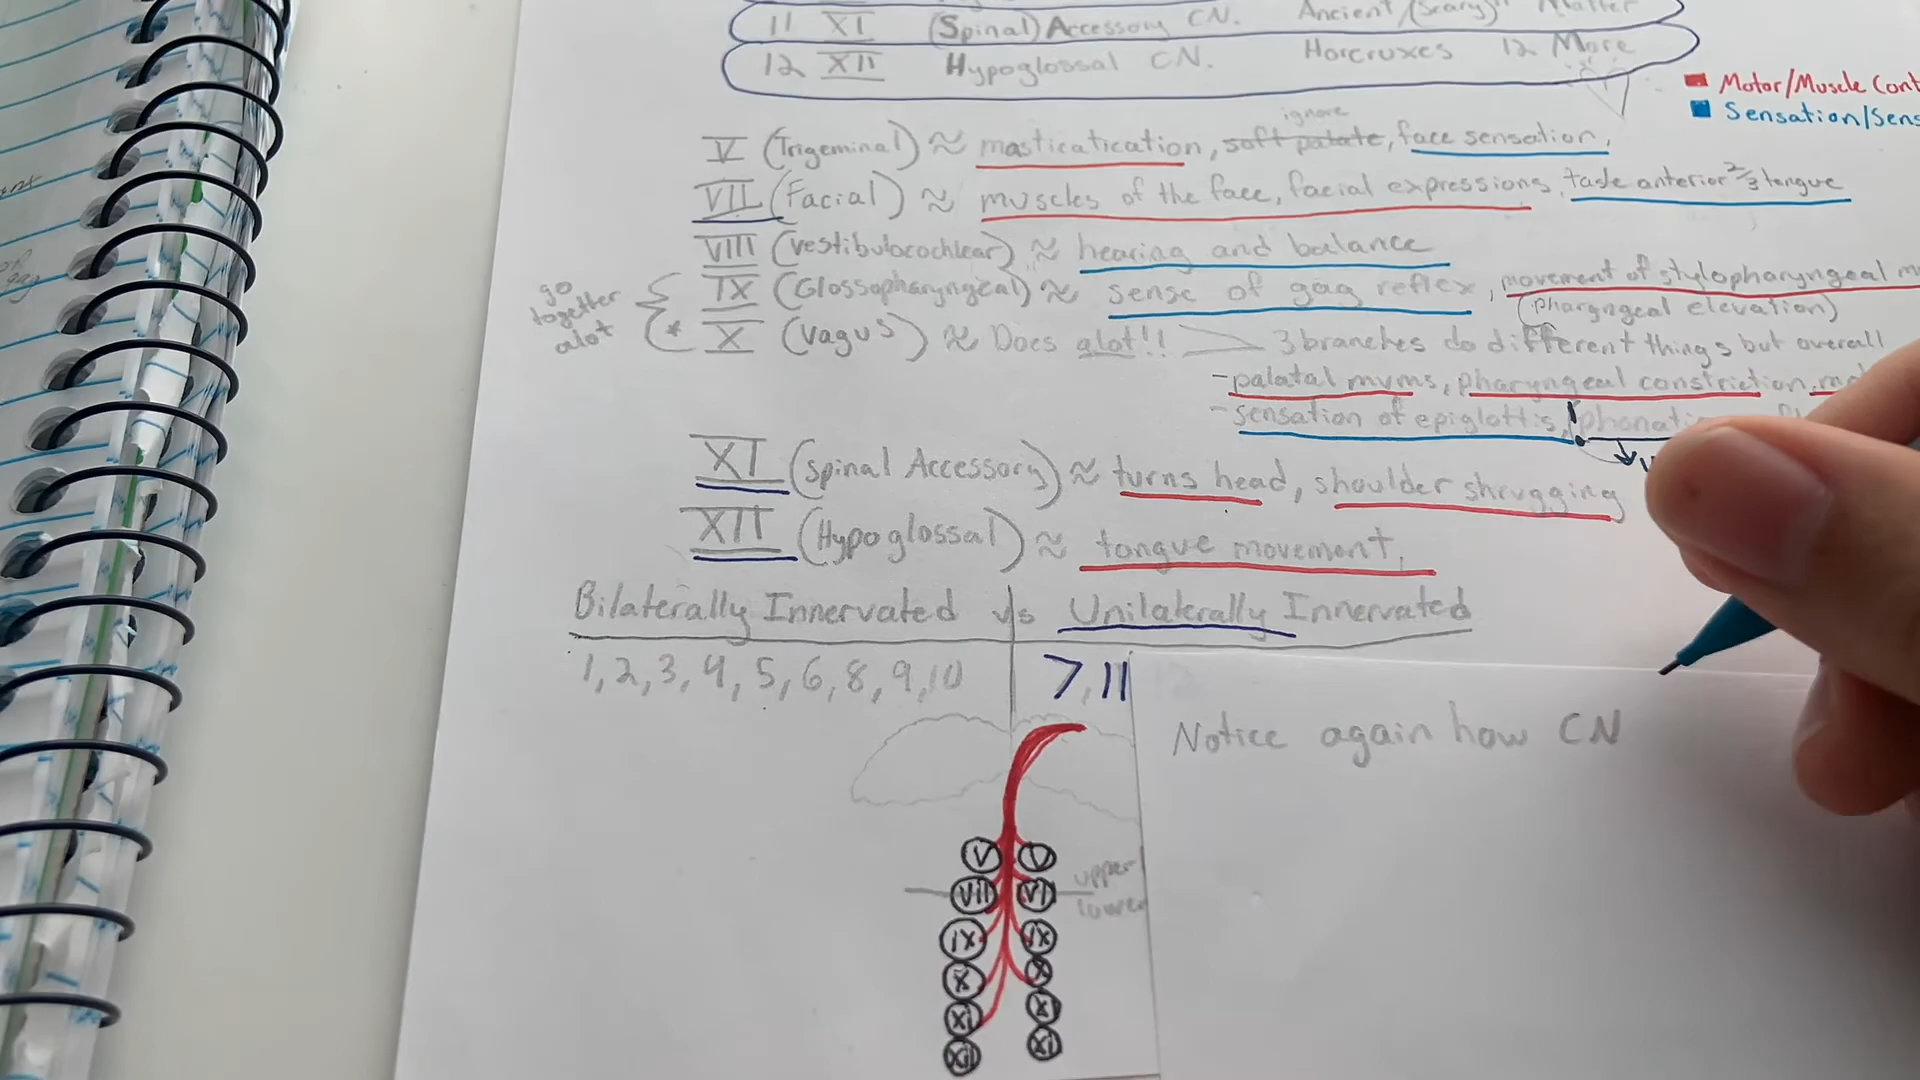 11 XI (Spinal) Accessory CN. Ancient/(Scary)" Matter
12 XII Hypoglossal CN. Horcruxes 12 More
Motor/Muscle Cont
Sensation/Sens
ignore
V (Trigeminal) ≈ masticatication, soft palate, face sensation,
VII (Facial) ≈ muscles of the face, facial expressions, taste anterior 2/3 tongue
VIII (vestibulocochlear) ≈ hearing and balance
go together alot
IX (Glossopharyngeal) ≈ sense of gag reflex, movement of stylopharyngeal m
(pharyngeal elevation)
* X (vagus) ≈ Does alot!! 3 branches do different things but overall
- palatal mvms, pharyngeal constriction,
- sensation of epiglottis,
XI (Spinal Accessory) ≈ turns head, shoulder shrugging
XII (Hypoglossal) ≈ tongue movement.
Bilaterally Innervated vs Unilaterally Innervated
1, 2, 3, 4, 5, 6, 8, 9, 10
7, 11
Notice again how CN
V V
upper
VII VI
lower
IX IX
X X
XI X
XII XI